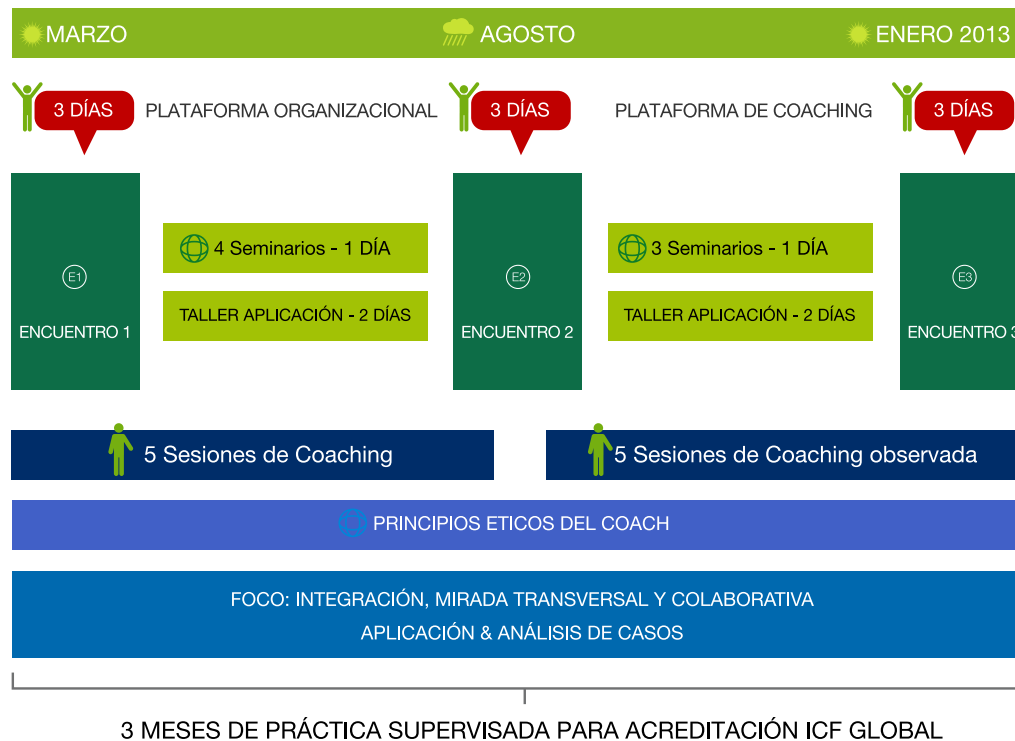 MARZO
AGOSTO
ENERO 2013
3 DÍAS
PLATAFORMA ORGANIZACIONAL
3 DÍAS
PLATAFORMA DE COACHING
3 DÍAS
4 Seminarios - 1 DÍA
3 Seminarios - 1 DÍA
E1
E2
E3
TALLER APLICACIÓN - 2 DÍAS
TALLER APLICACIÓN - 2 DÍAS
ENCUENTRO 1
ENCUENTRO 2
ENCUENTRO 3
5 Sesiones de Coaching
5 Sesiones de Coaching observada
PRINCIPIOS ETICOS DEL COACH
FOCO: INTEGRACIÓN, MIRADA TRANSVERSAL Y COLABORATIVA
APLICACIÓN & ANÁLISIS DE CASOS
3 MESES DE PRÁCTICA SUPERVISADA PARA ACREDITACIÓN ICF GLOBAL